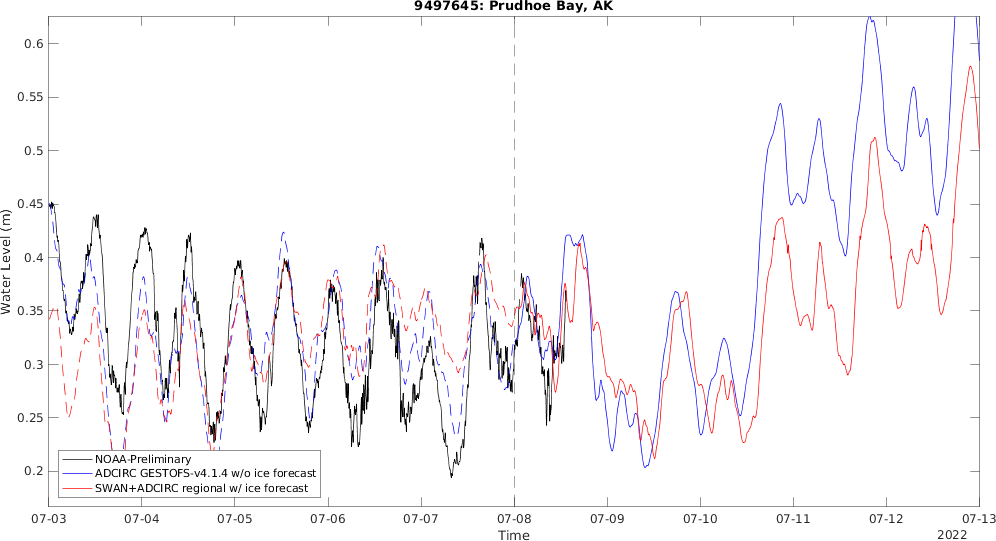 9497645: Prudhoe Bay, AK
0.6
0.55
0.5
0.45
0.4
0.35
0.3
0.25
0.2
Water Level (m)
NOAA-Preliminary
ADCIRC GESTOFS-v4.1.4 w/o ice forecast
SWAN+ADCIRC regional w/ ice forecast
07-03 07-04 07-05 07-06 07-07 07-08 07-09 07-10 07-11 07-12 07-13
Time
2022